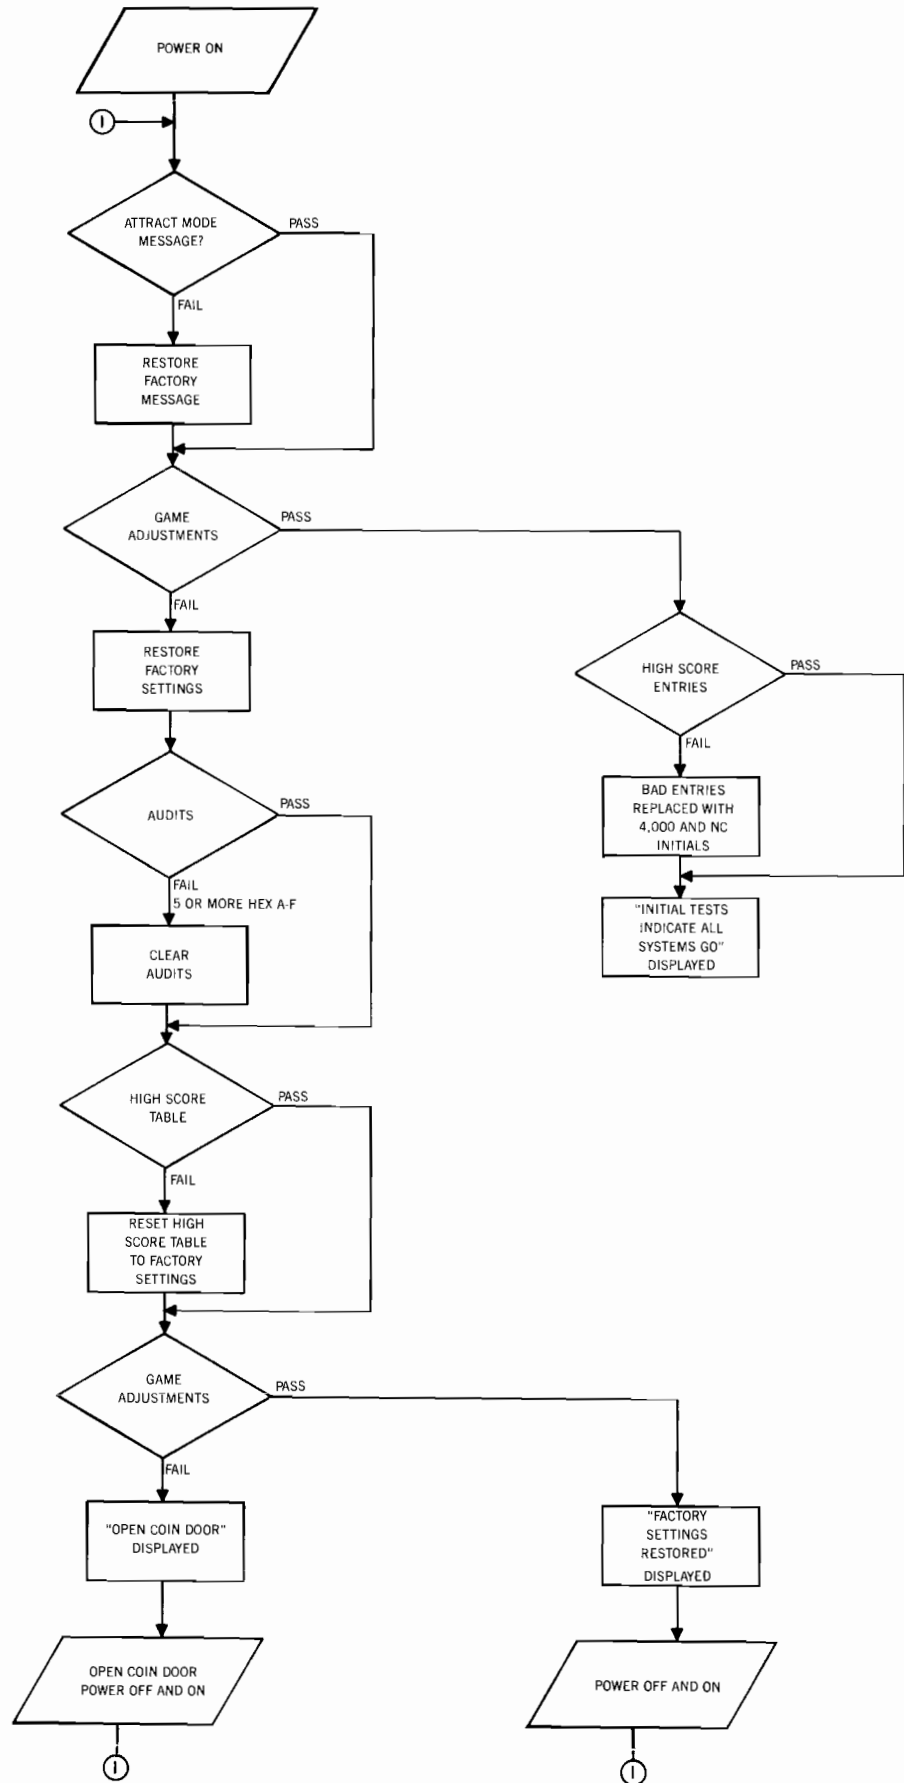 POWER ON
I
ATTRACT MODE
MESSAGE?
PASS
FAIL
RESTORE
FACTORY
MESSAGE
GAME
ADJUSTMENTS
PASS
FAIL
RESTORE
FACTORY
SETTINGS
HIGH SCORE
ENTRIES
PASS
FAIL
BAD ENTRIES
REPLACED WITH
4,000 AND NC
INITIALS
"INITIAL TESTS
INDICATE ALL
SYSTEMS GO"
DISPLAYED
AUDITS
PASS
FAIL
5 OR MORE HEX A-F
CLEAR
AUDITS
HIGH SCORE
TABLE
PASS
FAIL
RESET HIGH
SCORE TABLE
TO FACTORY
SETTINGS
GAME
ADJUSTMENTS
PASS
FAIL
"OPEN COIN DOOR"
DISPLAYED
OPEN COIN DOOR
POWER OFF AND ON
I
"FACTORY
SETTINGS
RESTORED"
DISPLAYED
POWER OFF AND ON
I